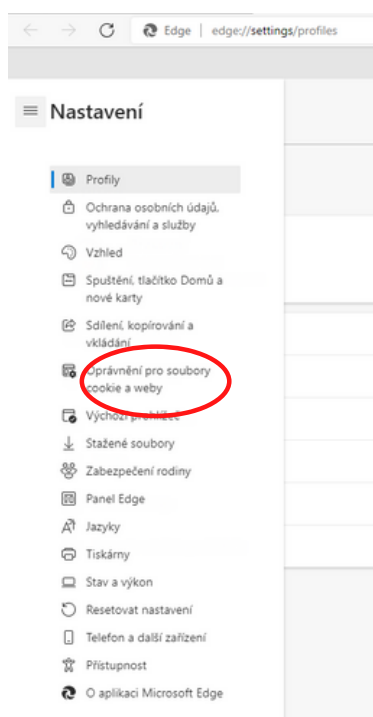 Edge | edge://settings/profiles
Nastavení
Profily
Ochrana osobních údajů,
vyhledávání a služby
Vzhled
Spuštění, tlačítko Domů a
nové karty
Sdílení, kopírování a
vkládání
Oprávnění pro soubory
cookie a weby
Výchozí prohlížeč
Stažené soubory
Zabezpečení rodiny
Panel Edge
Jazyky
Tiskárny
Stav a výkon
Resetovat nastavení
Telefon a další zařízení
Přístupnost
O aplikaci Microsoft Edge